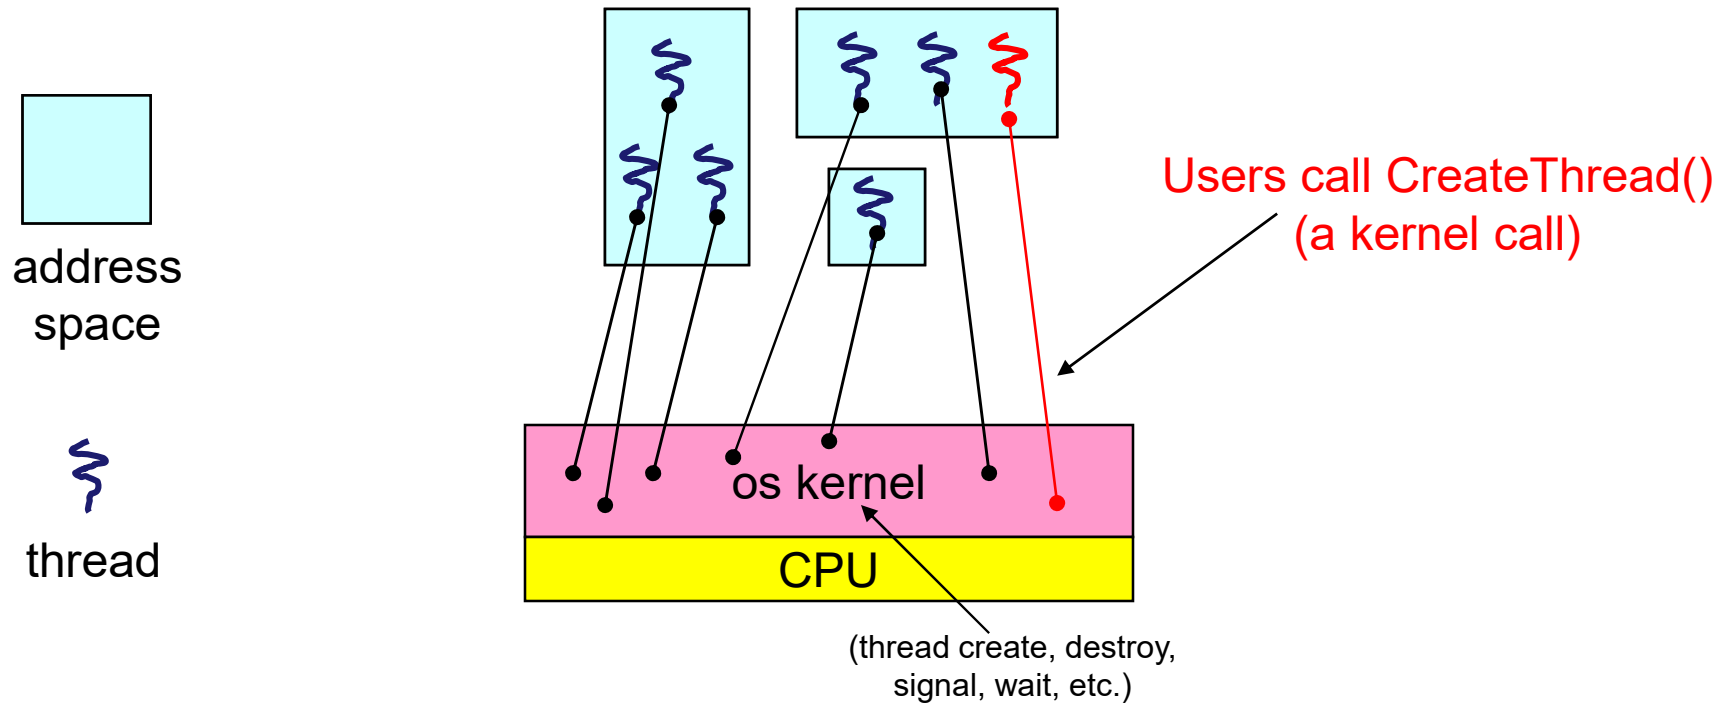 address
space
thread
Users call CreateThread()
(a kernel call)
os kernel
CPU
(thread create, destroy,
signal, wait, etc.)